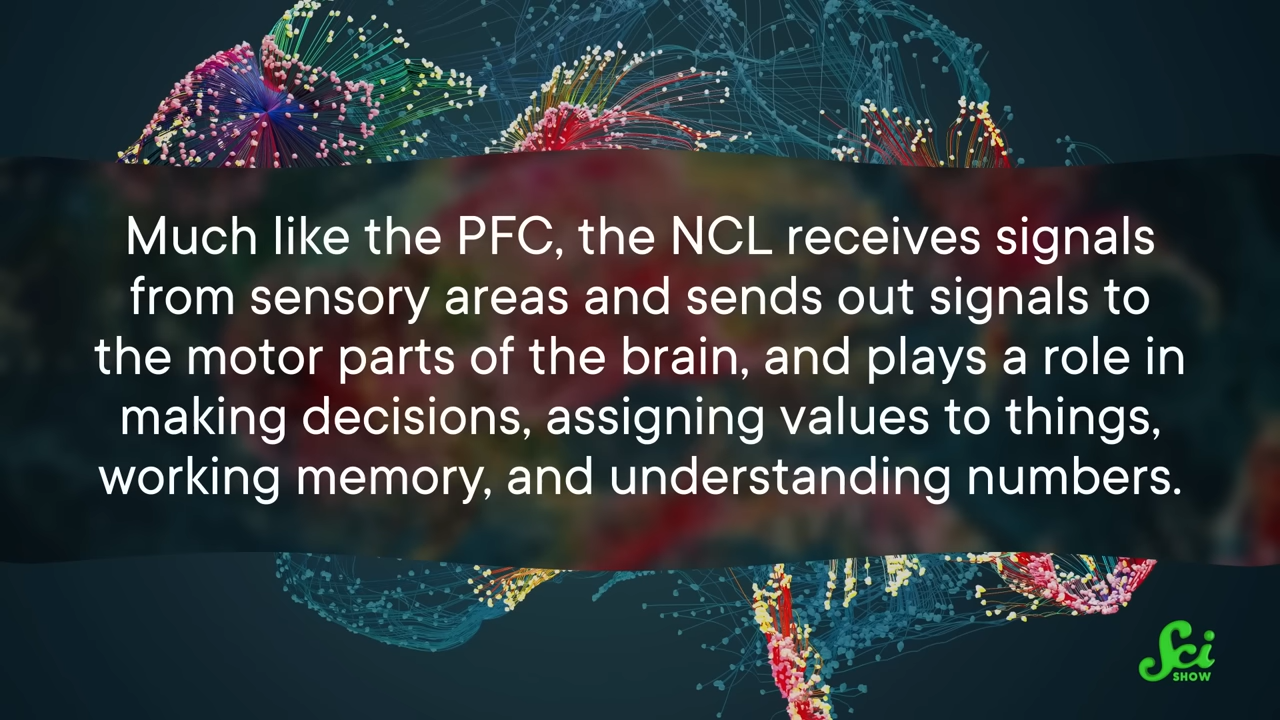 Much like the PFC, the NCL receives signals
from sensory areas and sends out signals to
the motor parts of the brain, and plays a role in
making decisions, assigning values to things,
working memory, and understanding numbers.
Sci
SHOW